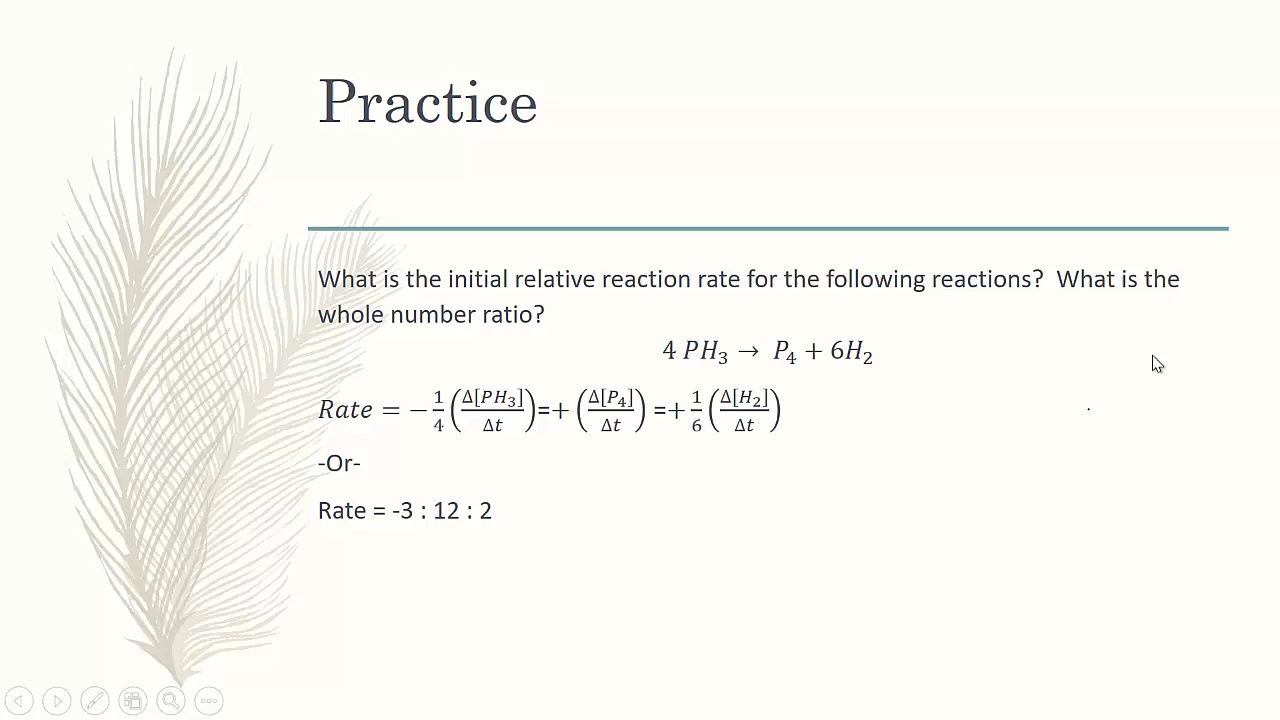 Practice
What is the initial relative reaction rate for the following reactions?  What is the
whole number ratio?
4 PH₃ → P₄ + 6H₂
Rate = −1/4(Δ[PH₃]/Δt)=+(Δ[P₄]/Δt) =+1/6(Δ[H₂]/Δt)
-Or-
Rate = -3 : 12 : 2